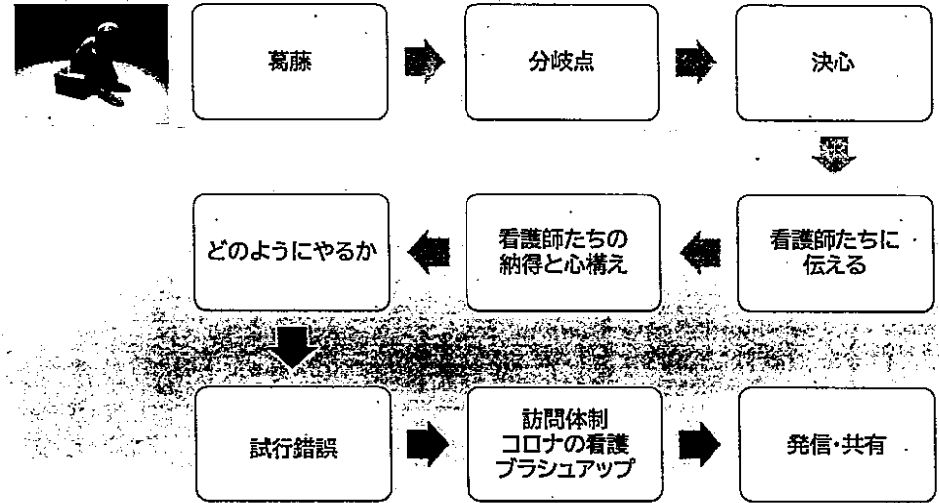 葛藤
分岐点
決心
看護師たちに
伝える
看護師たちの
納得と心構え
どのようにやるか
試行錯誤
訪問体制
コロナの看護
ブラシュアップ
発信・共有